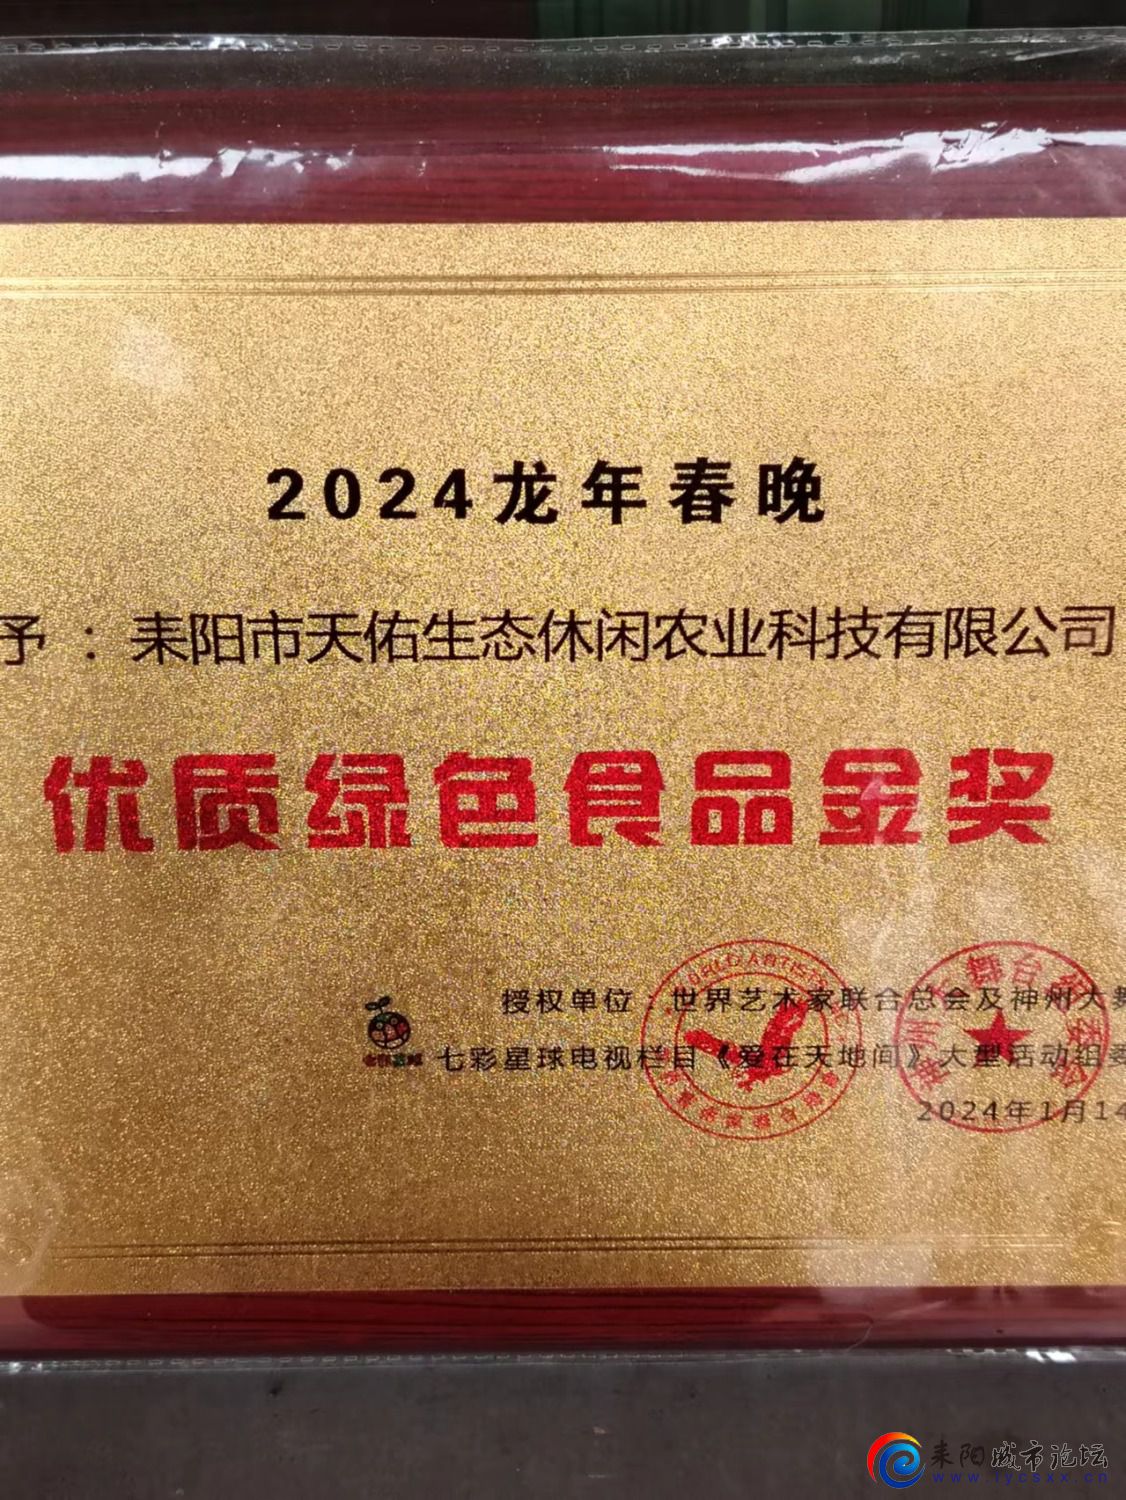 2024龙年春晚
予：耒阳市天佑生态休闲农业科技有限公司
优质绿色食品金奖
授权单位：世界艺术家联合总会及神州大舞
七彩星球电视栏目《爱在天地间》大型活动组委
2024年1月14
耒阳城市论坛
www.lycsxx.cn